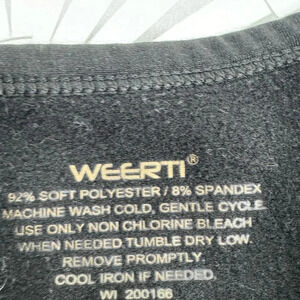 WEERTI®
92% SOFT POLYESTER / 8% SPANDEX
MACHINE WASH COLD, GENTLE CYCLE
USE ONLY NON CHLORINE BLEACH
WHEN NEEDED TUMBLE DRY LOW.
REMOVE PROMPTLY.
COOL IRON IF NEEDED.
WI 200166